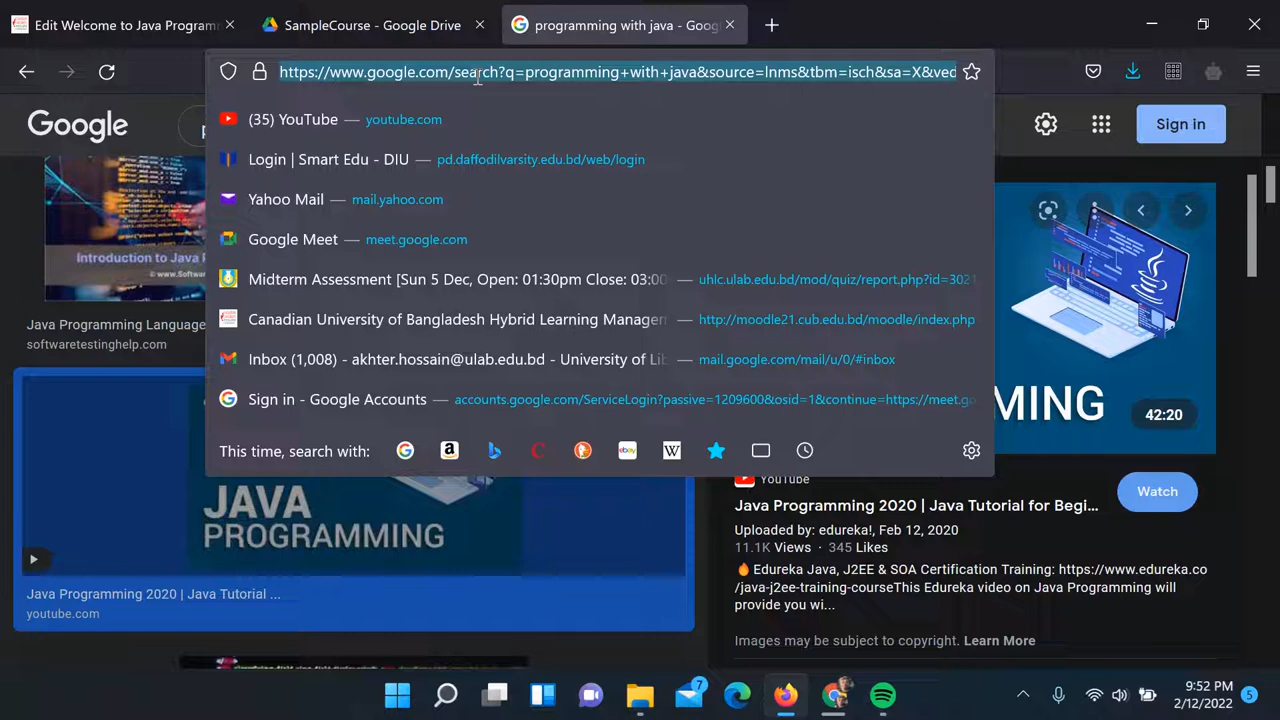 Edit Welcome to Java Program
SampleCourse - Google Drive
programming with java - Goog
https://www.google.com/search?q=programming+with+java&source=lnms&tbm=isch&sa=X&ved
(35) YouTube — youtube.com
Login | Smart Edu - DIU — pd.daffodilvarsity.edu.bd/web/login
Yahoo Mail — mail.yahoo.com
Google Meet — meet.google.com
Midterm Assessment [Sun 5 Dec, Open: 01:30pm Close: 03:00 — uhlc.ulab.edu.bd/mod/quiz/report.php?id=3021
Canadian University of Bangladesh Hybrid Learning Manager — http://moodle21.cub.edu.bd/moodle/index.php
Inbox (1,008) - akhter.hossain@ulab.edu.bd - University of Lib — mail.google.com/mail/u/0/#inbox
Sign in - Google Accounts — accounts.google.com/ServiceLogin?passive=1209600&osid=1&continue=https://meet.go
This time, search with:
Google
p
Sign in
Introduction to Java P
© www.Softwar
Java Programming Language
softwaretestinghelp.com
JAVA
PROGRAMMING
Java Programming 2020 | Java Tutorial ...
youtube.com
MING
42:20
YouTube
Java Programming 2020 | Java Tutorial for Begi...
Watch
Uploaded by: edureka!, Feb 12, 2020
11.1K Views · 345 Likes
🔥 Edureka Java, J2EE & SOA Certification Training: https://www.edureka.co
/java-j2ee-training-courseThis Edureka video on Java Programming will
provide you wi...
Images may be subject to copyright. Learn More
7
9:52 PM
2/12/2022
5